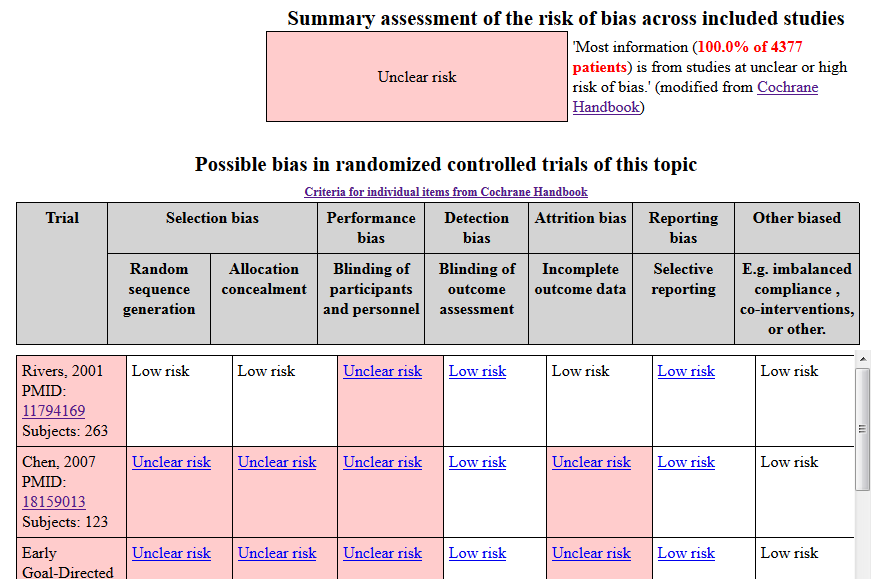 Summary assessment of the risk of bias across included studies
Unclear risk
'Most information (100.0% of 4377
patients) is from studies at unclear or high
risk of bias.' (modified from Cochrane
Handbook)
Possible bias in randomized controlled trials of this topic
Criteria for individual items from Cochrane Handbook
Trial Selection bias Performance bias Detection bias Attrition bias Reporting bias Other biased
Random sequence generation Allocation concealment Blinding of participants and personnel Blinding of outcome assessment Incomplete outcome data Selective reporting E.g. imbalanced compliance , co-interventions, or other.
Rivers, 2001 Low risk Low risk Unclear risk Low risk Low risk Low risk Low risk
PMID:
11794169
Subjects: 263
Chen, 2007 Unclear risk Unclear risk Unclear risk Low risk Unclear risk Low risk Low risk
PMID:
18159013
Subjects: 123
Early Unclear risk Unclear risk Unclear risk Low risk Unclear risk Low risk Low risk
Goal-Directed